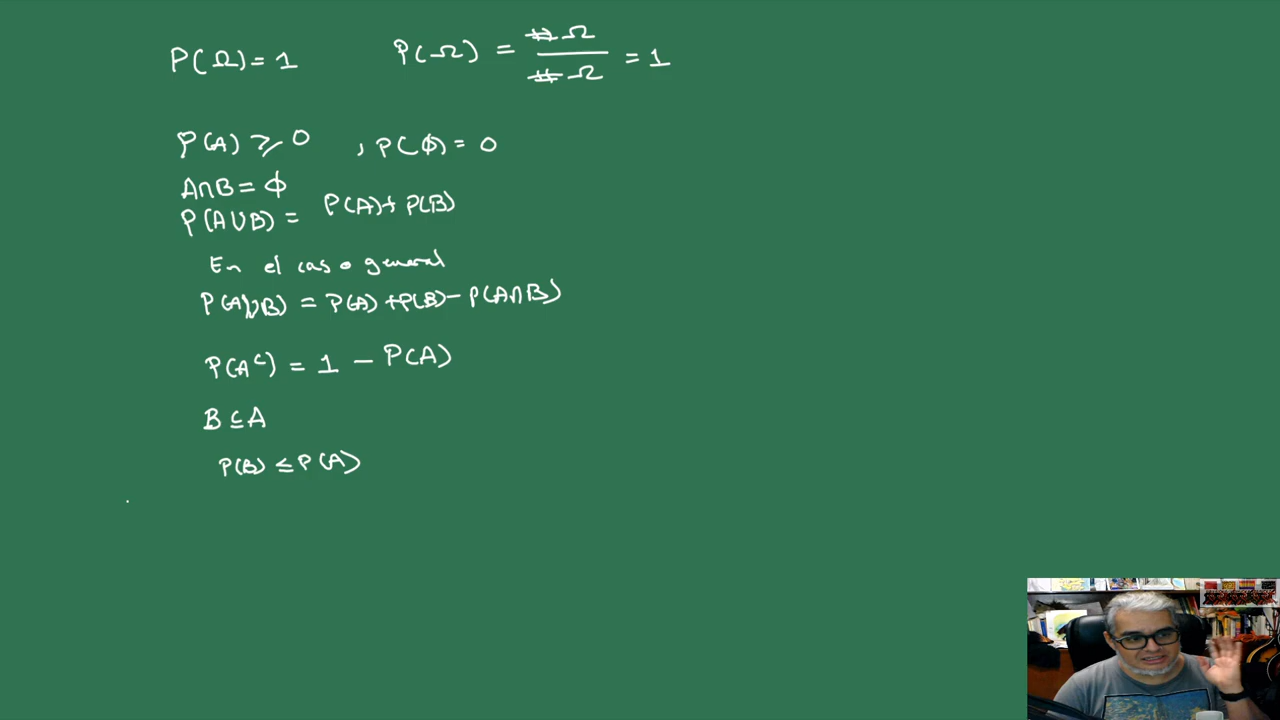 P(Ω) = 1 P(Ω) = #Ω / #Ω = 1
P(A) ≥ 0 , P(ϕ) = 0
A∩B = ϕ
P(A∪B) = P(A) + P(B)
En el caso general
P(A∪B) = P(A) + P(B) - P(A∩B)
P(Aᶜ) = 1 - P(A)
B ⊆ A
P(B) ≤ P(A)